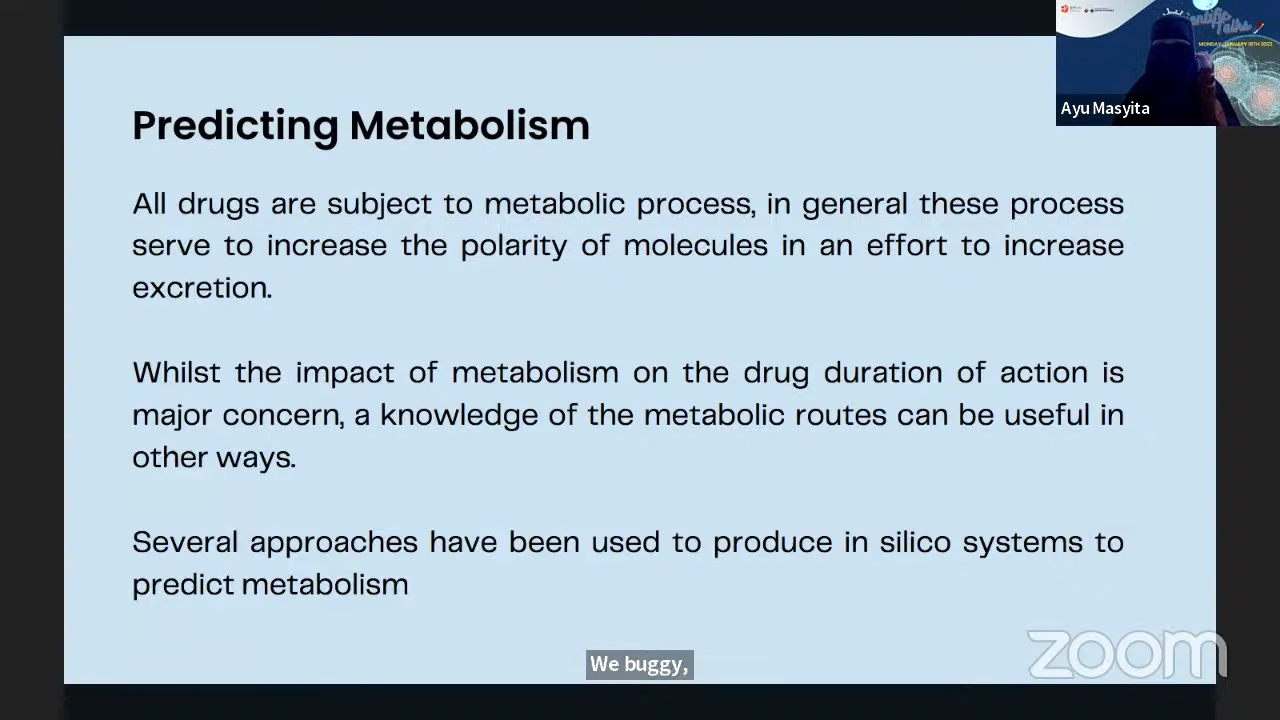 Predicting Metabolism
All drugs are subject to metabolic process, in general these process
serve to increase the polarity of molecules in an effort to increase
excretion.
Whilst the impact of metabolism on the drug duration of action is
major concern, a knowledge of the metabolic routes can be useful in
other ways.
Several approaches have been used to produce in silico systems to
predict metabolism
We buggy,
zoom
Talks
Ayu Masyita